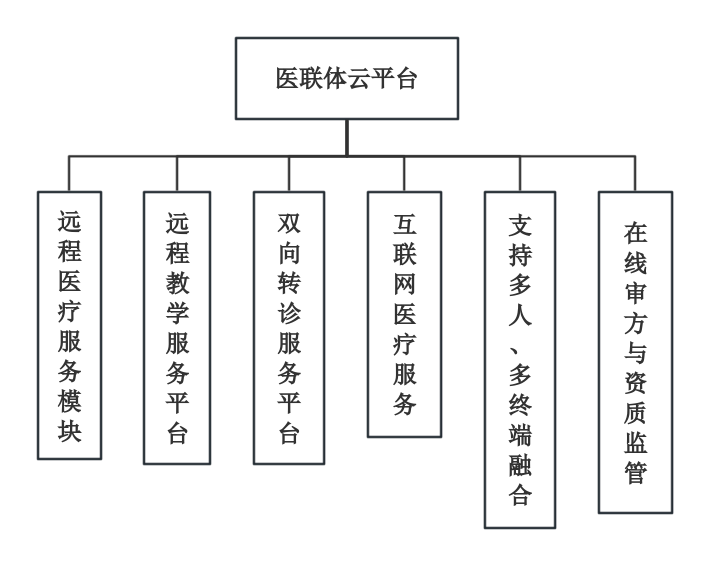 医联体云平台
远程医疗服务模块
远程教学服务平台
双向转诊服务平台
互联网医疗服务
支持多人、多终端融合
在线审方与资质监管